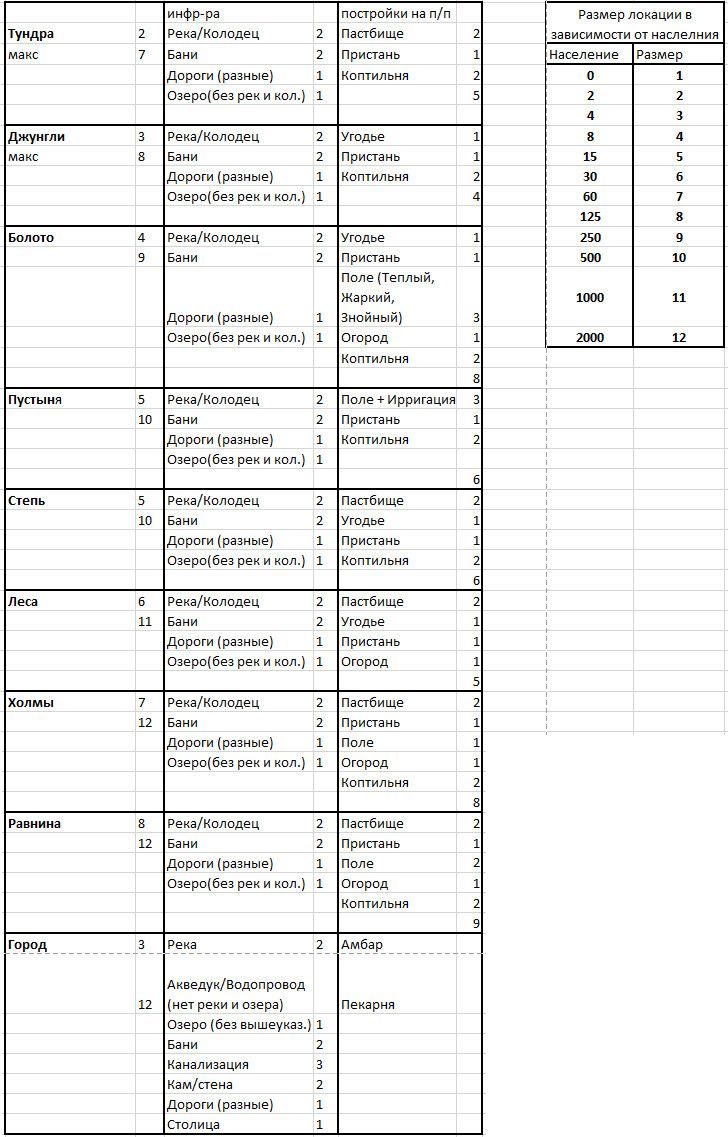 инфр-ра постройки на п/п
Тундра 2 Река/Колодец 2 Пастбище 2
макс 7 Бани 2 Пристань 1
Дороги (разные) 1 Коптильня 2
Озеро(без рек и кол.) 1 5
Джунгли 3 Река/Колодец 2 Угодье 1
макс 8 Бани 2 Пристань 1
Дороги (разные) 1 Коптильня 2
Озеро(без рек и кол.) 1 4
Болото 4 Река/Колодец 2 Угодье 1
9 Бани 2 Пристань 1
Поле (Теплый,
Жаркий,
Дороги (разные) 1 Знойный) 3
Озеро(без рек и кол.) 1 Огород 1
Коптильня 2
8
Пустыня 5 Река/Колодец 2 Поле + Ирригация 3
10 Бани 2 Пристань 1
Дороги (разные) 1 Коптильня 2
Озеро(без рек и кол.) 1
6
Степь 5 Река/Колодец 2 Пастбище 2
10 Бани 2 Угодье 1
Дороги (разные) 1 Пристань 1
Озеро(без рек и кол.) 1 Коптильня 2
6
Леса 6 Река/Колодец 2 Пастбище 2
11 Бани 2 Угодье 1
Дороги (разные) 1 Пристань 1
Озеро(без рек и кол.) 1 Огород 1
5
Холмы 7 Река/Колодец 2 Пастбище 2
12 Бани 2 Пристань 1
Дороги (разные) 1 Поле 1
Озеро(без рек и кол.) 1 Огород 1
Коптильня 2
8
Равнина 8 Река/Колодец 2 Пастбище 2
12 Бани 2 Пристань 1
Дороги (разные) 1 Поле 2
Озеро(без рек и кол.) 1 Огород 1
Коптильня 2
9
Город 3 Река 2 Амбар
Акведук/Водопровод
12 (нет реки и озера) Пекарня
Озеро (без вышеуказ.) 1
Бани 2
Канализация 3
Кам/стена 2
Дороги (разные) 1
Столица 1
Размер локации в
зависимости от населния
Население Размер
0 1
2 2
4 3
8 4
15 5
30 6
60 7
125 8
250 9
500 10
1000 11
2000 12